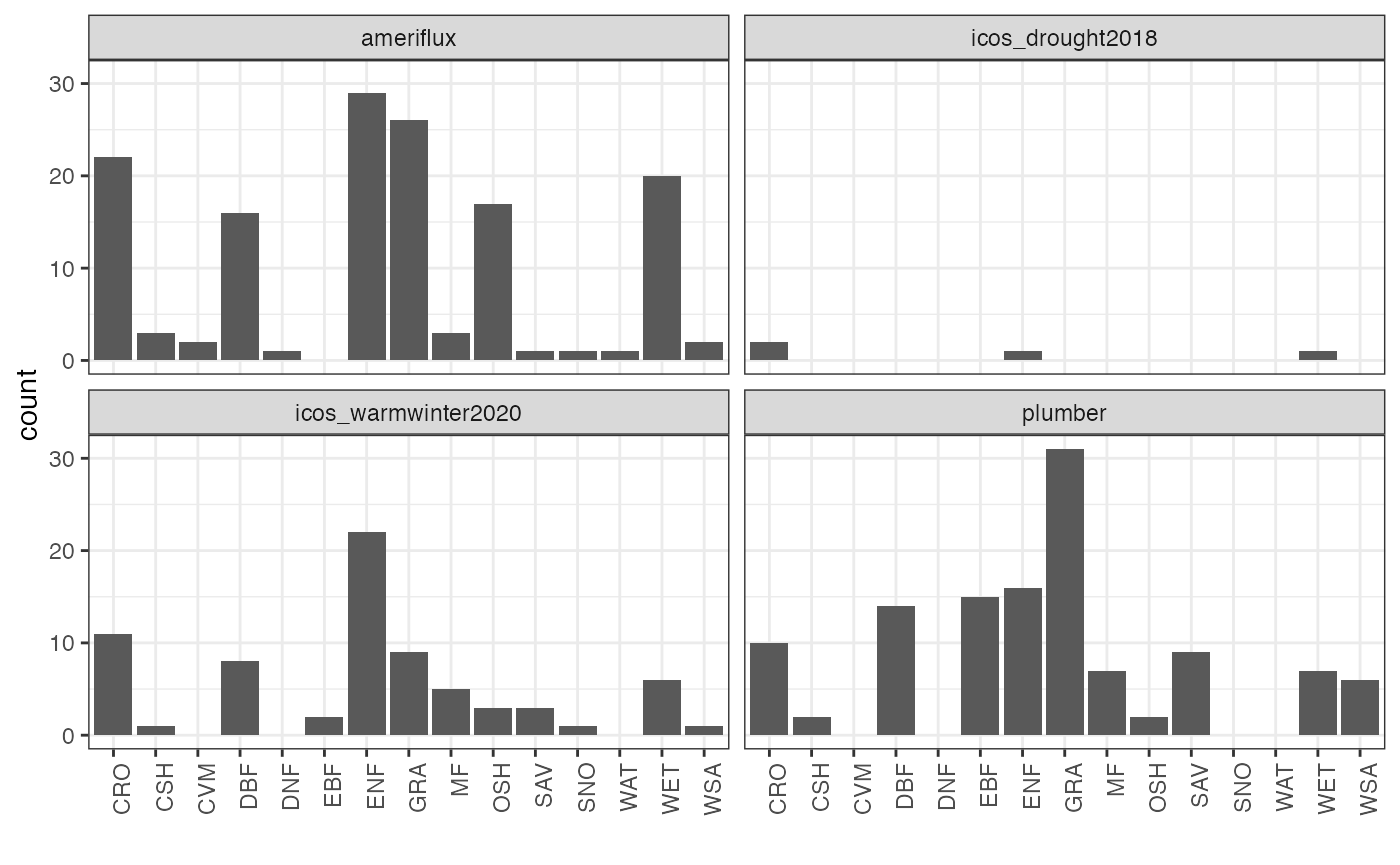 ameriflux
icos_drought2018
30
20
10
0
icos_warmwinter2020
plumber
30
20
10
0
count
CRO CSH CVM DBF DNF EBF ENF GRA MF OSH SAV SNO WAT WET WSA
CRO CSH CVM DBF DNF EBF ENF GRA MF OSH SAV SNO WAT WET WSA